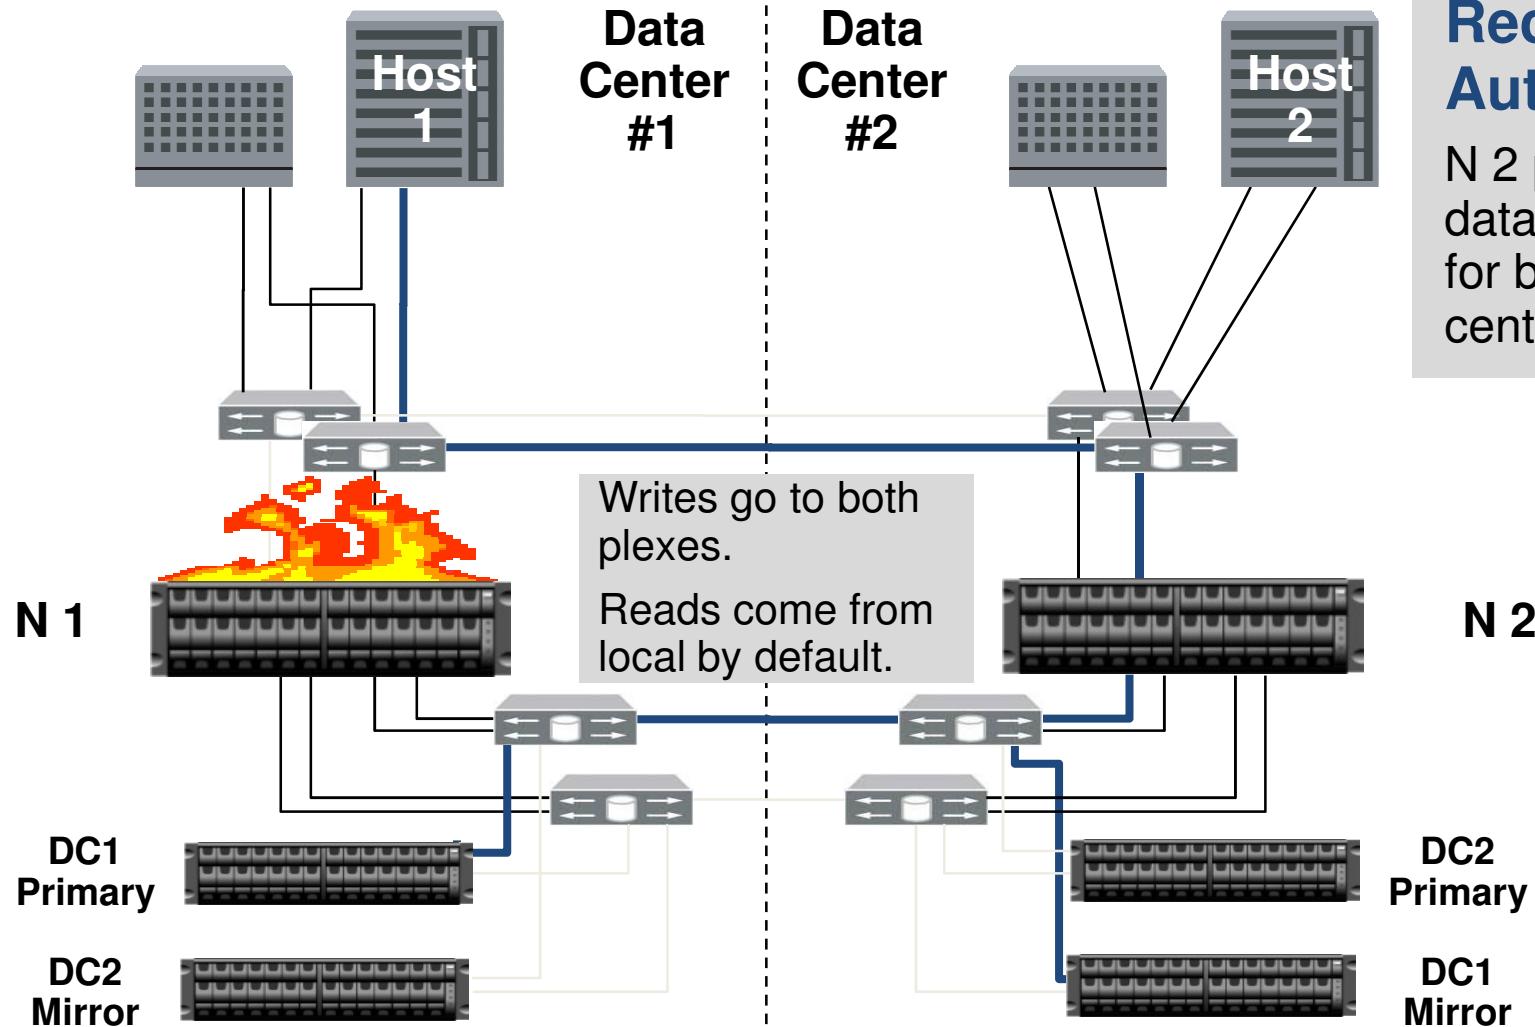 Data
Center
#1
Data
Center
#2
Host
1
Host
2
N 2
data
for
cent
Writes go to both
plexes.
Reads come from
local by default.
N 1
N 2
DC1
Primary
DC2
Mirror
DC2
Primary
DC1
Mirror